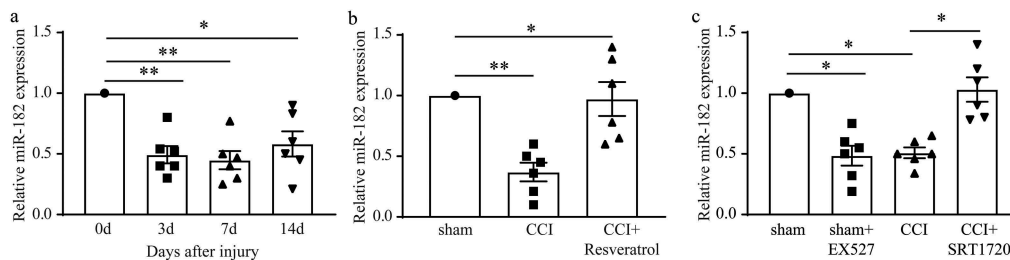 a
Relative miR-182 expression
1.5
1.0
0.5
0.0
*
**
**
0d 3d 7d 14d
Days after injury
b
Relative miR-182 expression
1.5
1.0
0.5
0.0
*
**
sham CCI CCI+
Resveratrol
c
Relative miR-182 expression
1.5
1.0
0.5
0.0
*
*
*
sham sham+ CCI CCI+
EX527 SRT1720